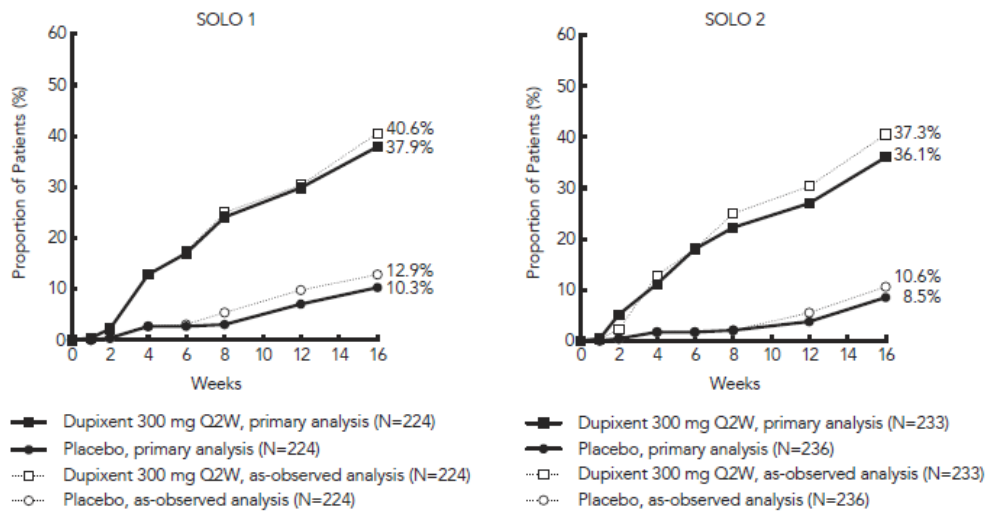 SOLO 1
60
50
40
30
20
10
0
Proportion of Patients (%)
40.6%
37.9%
12.9%
10.3%
0 2 4 6 8 10 12 14 16
Weeks
Dupixent 300 mg Q2W, primary analysis (N=224)
Placebo, primary analysis (N=224)
Dupixent 300 mg Q2W, as-observed analysis (N=224)
Placebo, as-observed analysis (N=224)
SOLO 2
60
50
40
30
20
10
0
Proportion of Patients (%)
37.3%
36.1%
10.6%
8.5%
0 2 4 6 8 10 12 14 16
Weeks
Dupixent 300 mg Q2W, primary analysis (N=233)
Placebo, primary analysis (N=236)
Dupixent 300 mg Q2W, as-observed analysis (N=233)
Placebo, as-observed analysis (N=236)